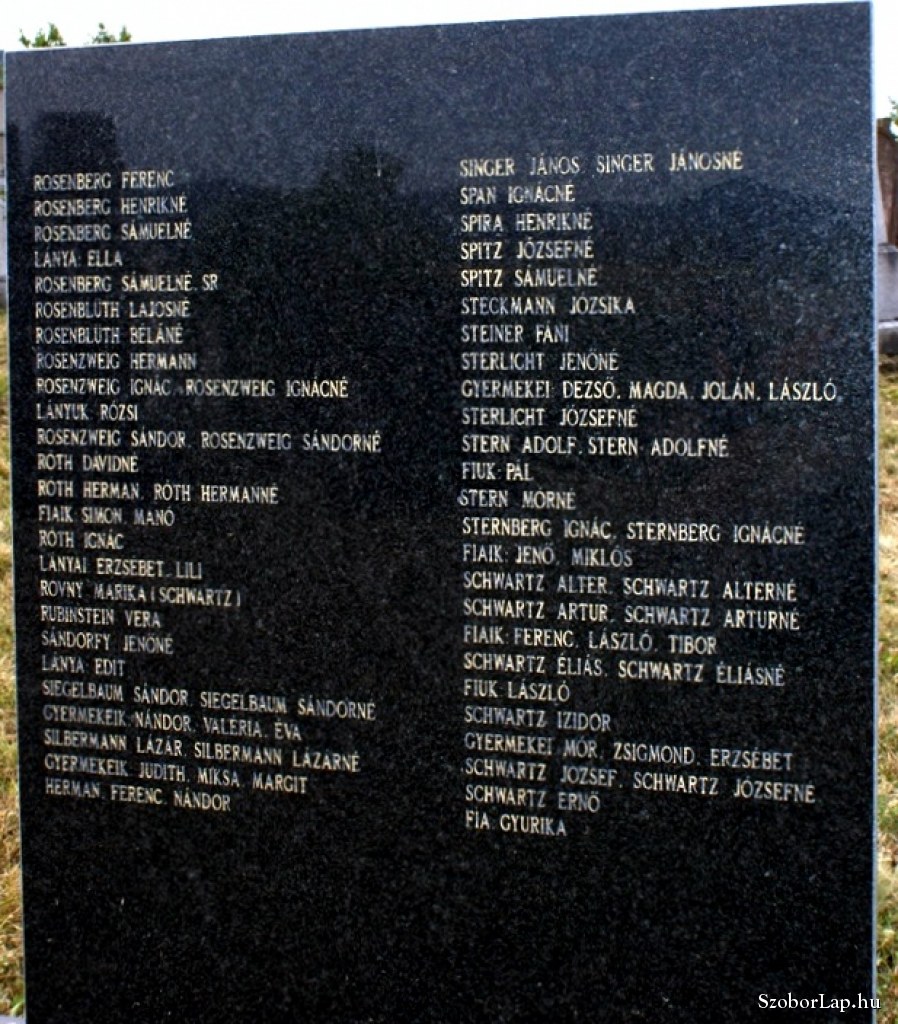 ROSENBERG FERENC
ROSENBERG HENRIKNÉ
ROSENBERG SÁMUELNÉ
LÁNYA ELLA
ROSENBERG SÁMUELNÉ SR
ROSENBLÜTH LAJOSNÉ
ROSENBLÜTH BÉLÁNÉ
ROSENZWEIG HERMANN
ROSENZWEIG IGNÁC, ROSENZWEIG IGNÁCNÉ
LÁNYUK RÓZSI
ROSENZWEIG SÁNDOR, ROSENZWEIG SÁNDORNÉ
RÓTH DAVIDNÉ
RÓTH HERMAN, RÓTH HERMANNÉ
FIAIK SIMON, MANÓ
RÓTH IGNÁC
LÁNYAI ERZSÉBET, LILI
ROVNY MARIKA (SCHWARTZ)
RUBINSTEIN VERA
SÁNDORFY JENŐNÉ
LÁNYA EDIT
SIEGELBAUM SÁNDOR, SIEGELBAUM SÁNDORNÉ
GYERMEKEIK NÁNDOR, VALÉRIA, ÉVA
SILBERMANN LÁZÁR, SILBERMANN LÁZÁRNÉ
GYERMEKEIK JUDITH, MIKSA, MARGIT
HERMAN, FERENC, NÁNDOR
SINGER JÁNOS, SINGER JÁNOSNÉ
SPAN IGNÁCNÉ
SPIRA HENRIKNÉ
SPITZ JÓZSEFNÉ
SPITZ SÁMUELNÉ
STECKMANN JÓZSIKA
STEINER FÁNI
STERLICHT JENŐNÉ
GYERMEKEI DEZSŐ, MAGDA, JOLÁN, LÁSZLÓ
STERLICHT JÓZSEFNÉ
STERN ADOLF, STERN ADOLFNÉ
FIUK PÁL
STERN MÓRNÉ
STERNBERG IGNÁC, STERNBERG IGNÁCNÉ
FIAIK: JENŐ, MIKLÓS
SCHWARTZ ALTER, SCHWARTZ ALTERNÉ
SCHWARTZ ARTUR, SCHWARTZ ARTURNÉ
FIAIK: FERENC, LÁSZLÓ, TIBOR
SCHWARTZ ÉLIÁS, SCHWARTZ ÉLIÁSNÉ
FIUK LÁSZLÓ
SCHWARTZ IZIDOR
GYERMEKEI MÓR, ZSIGMOND, ERZSÉBET
SCHWARTZ JÓZSEF, SCHWARTZ JÓZSEFNÉ
SCHWARTZ ERNŐ
FIA GYURIKA
SzoborLap.hu